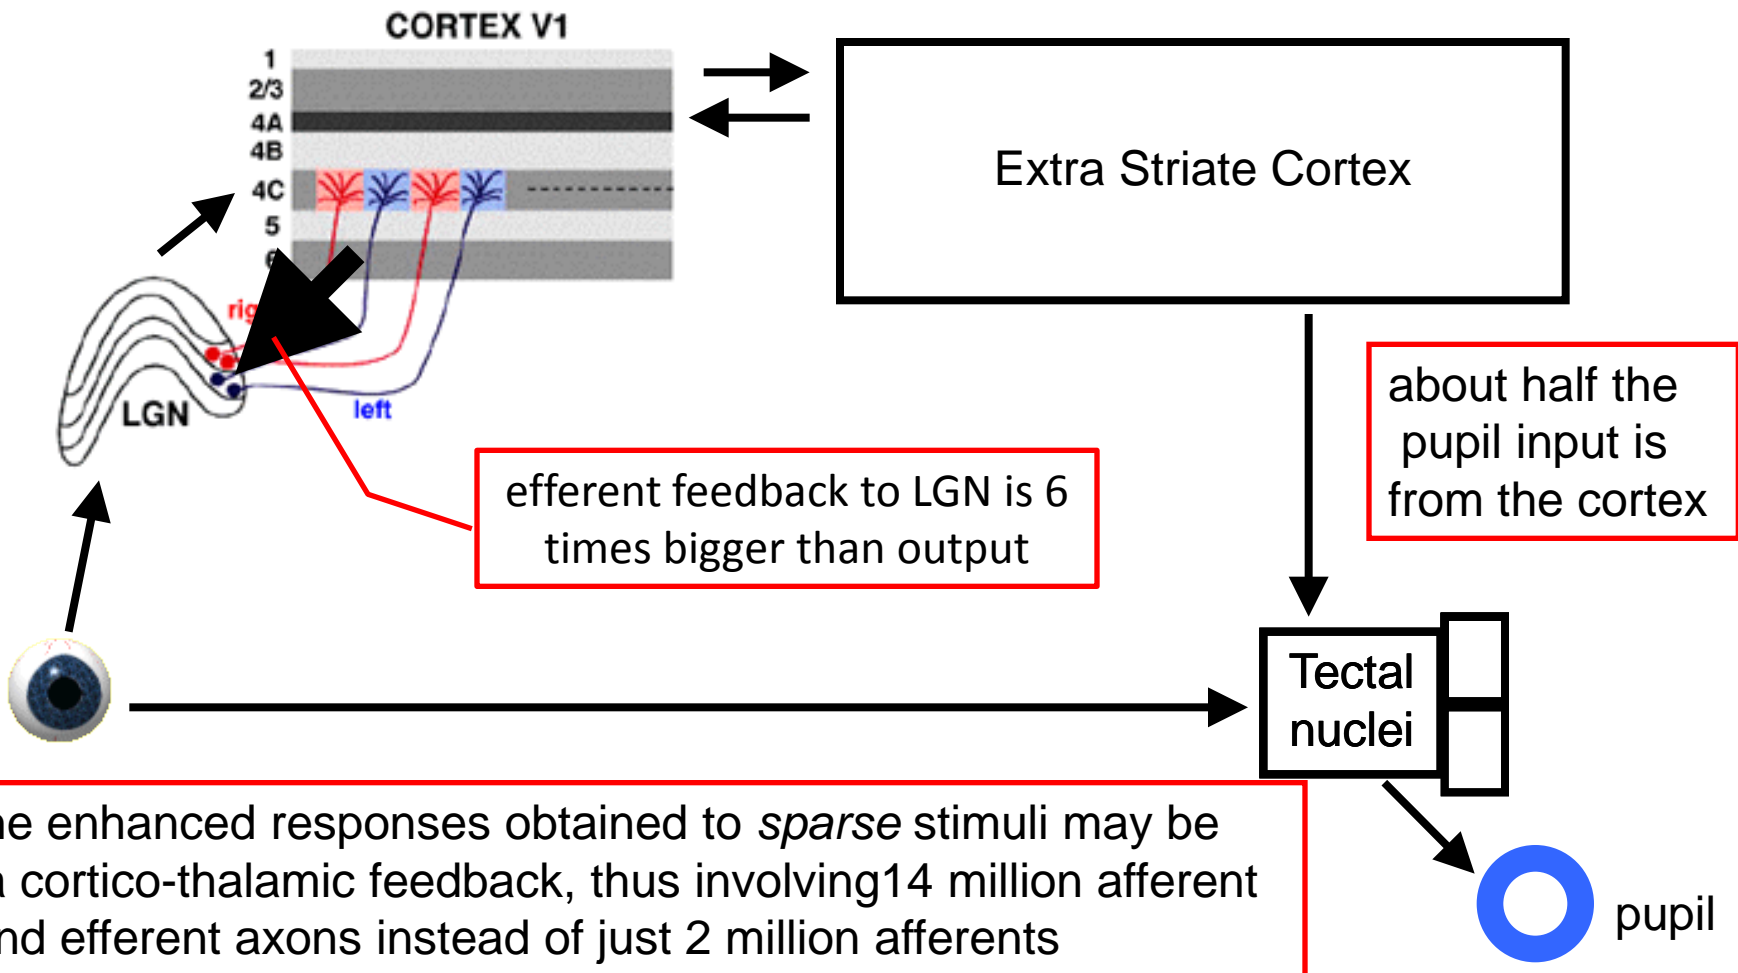 CORTEX V1
1
2/3
4A
4B
4C
5
Extra Striate Cortex
LGN
left
efferent feedback to LGN is 6
times bigger than output
about half the
pupil input is
from the cortex
Tectal
nuclei
enhanced responses obtained to sparse stimuli may be
cortico-thalamic feedback, thus involving14 million afferent
efferent axons instead of just 2 million afferents
pupil